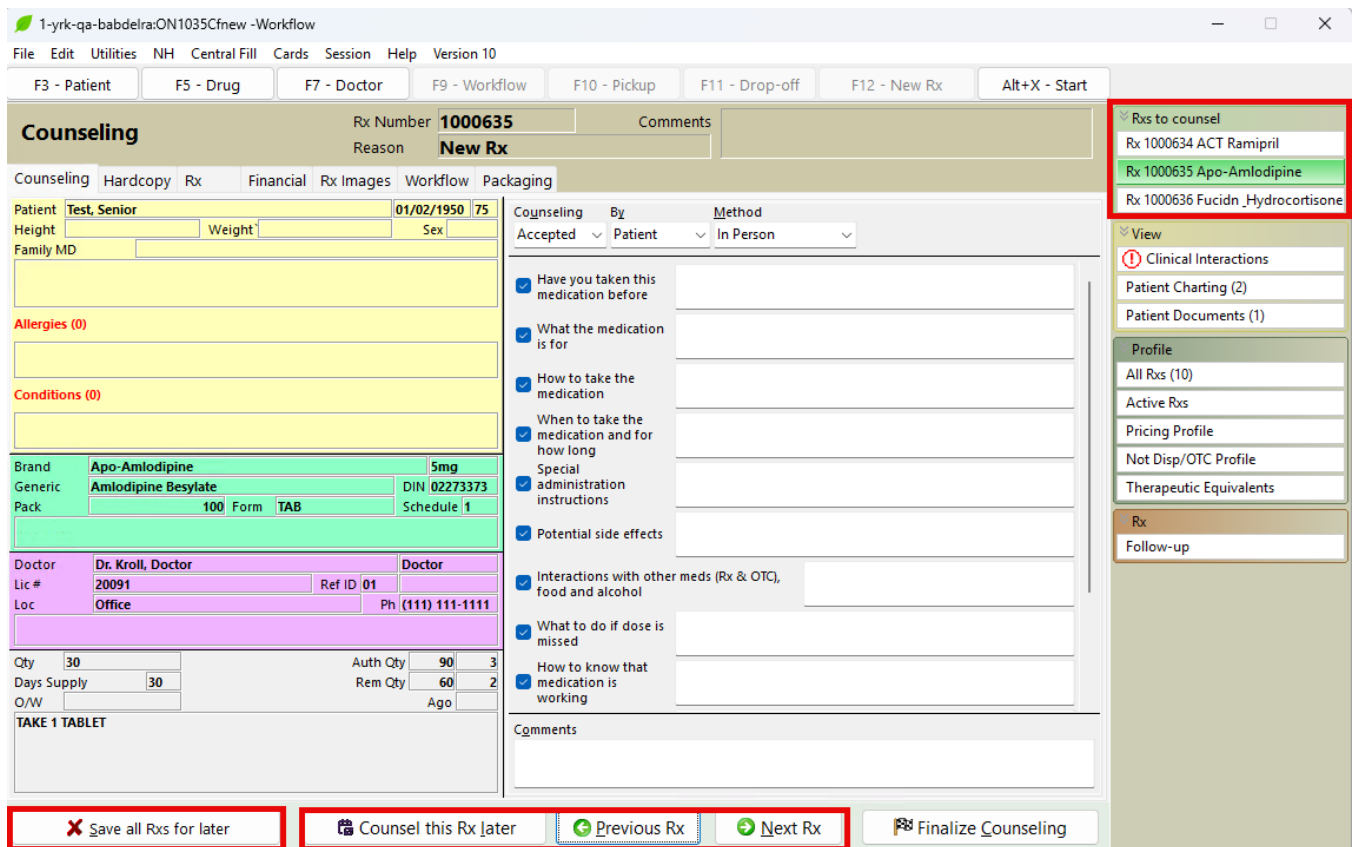 1-yrk-qa-babdelra:ON1035Cfnew -Workflow
File Edit Utilities NH Central Fill Cards Session Help Version 10
F3 - Patient F5 - Drug F7 - Doctor F9 - Workflow F10 - Pickup F11 - Drop-off F12 - New Rx Alt+X - Start
Counseling
Rx Number 1000635 Comments
Reason New Rx
Counseling Hardcopy Rx Financial Rx Images Workflow Packaging
Patient Test, Senior 01/02/1950 75
Height Weight` Sex
Family MD
Allergies (0)
Conditions (0)
Brand Apo-Amlodipine 5mg
Generic Amlodipine Besylate DIN 02273373
Pack 100 Form TAB Schedule 1
Doctor Dr. Kroll, Doctor Doctor
Lic # 20091 Ref ID 01
Loc Office Ph (111) 111-1111
Qty 30 Auth Qty 90 3
Days Supply 30 Rem Qty 60 2
O/W Ago
TAKE 1 TABLET
Counseling By Method
Accepted Patient In Person
Have you taken this
medication before
What the medication
is for
How to take the
medication
When to take the
medication and for
how long
Special
administration
instructions
Potential side effects
Interactions with other meds (Rx & OTC),
food and alcohol
What to do if dose is
missed
How to know that
medication is
working
Comments
Rxs to counsel
Rx 1000634 ACT Ramipril
Rx 1000635 Apo-Amlodipine
Rx 1000636 Fucidn _Hydrocortisone
View
Clinical Interactions
Patient Charting (2)
Patient Documents (1)
Profile
All Rxs (10)
Active Rxs
Pricing Profile
Not Disp/OTC Profile
Therapeutic Equivalents
Rx
Follow-up
Save all Rxs for later Counsel this Rx later Previous Rx Next Rx Finalize Counseling